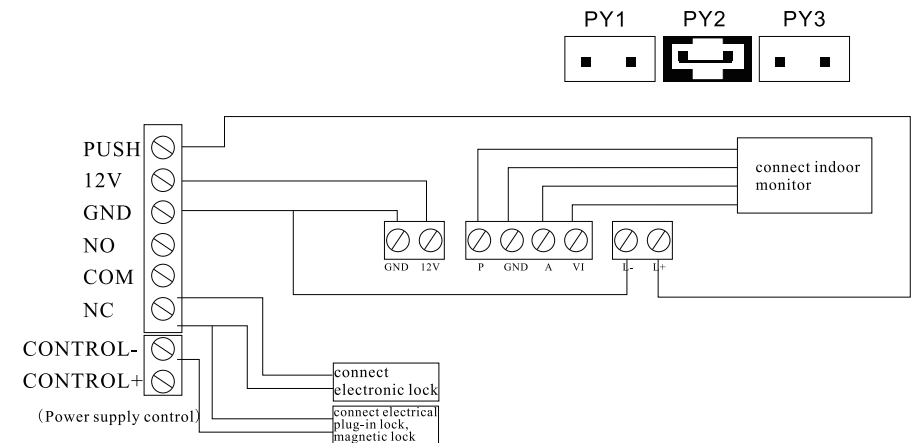 PY1 PY2 PY3
PUSH
12V
GND
NO
COM
NC
CONTROL-
CONTROL+
(Power supply control)
GND 12V
P GND A VI
L- L+
connect indoor
monitor
connect
electronic lock
connect electrical
plug-in lock,
magnetic lock